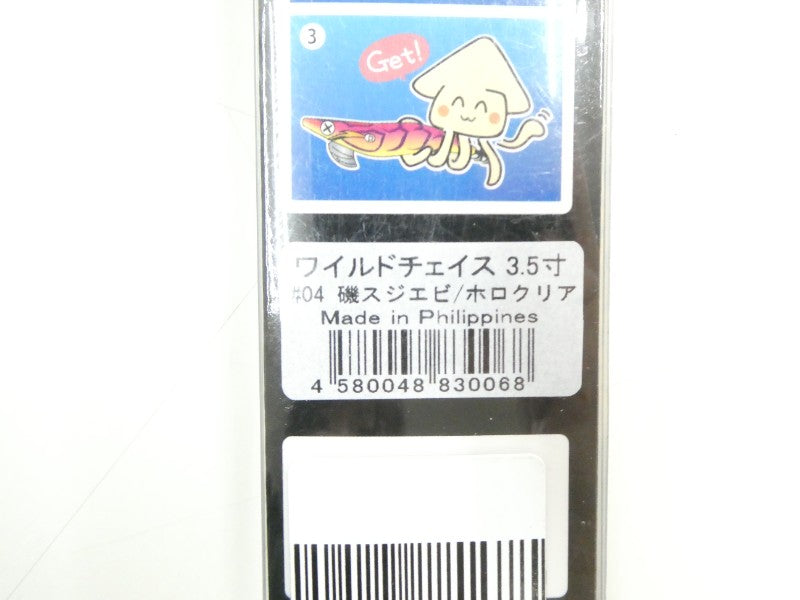 3
Get!
ワイルドチェイス 3.5寸
#04 磯スジエビ/ホロクリア
Made in Philippines
4 580048 830068